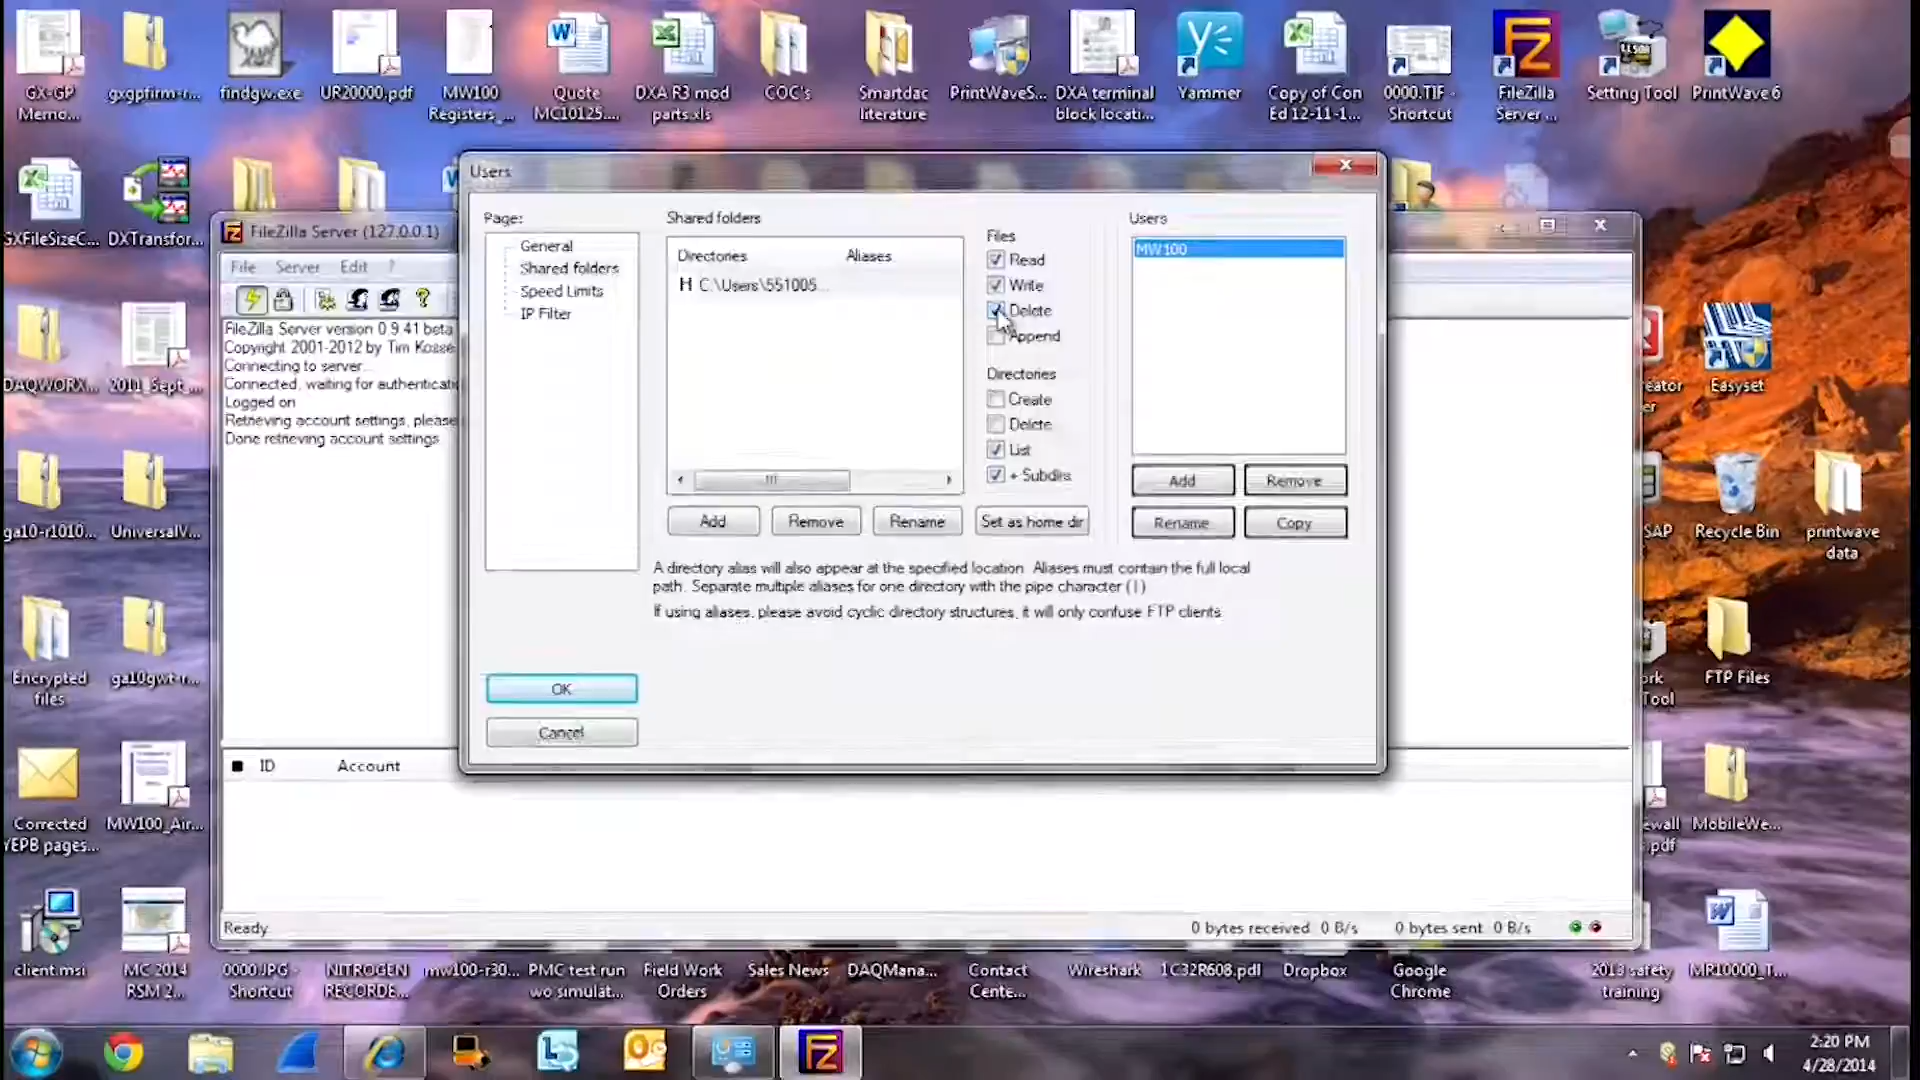 GX-GP
Memo...
gxgpfirm-r...
findgw.exe
UR20000.pdf
MW100
Registers_...
Quote
MC10125....
DXA R3 mod
parts.xls
COC's
Smartdac
literature
PrintWaveS...
DXA terminal
block locati...
Yammer
Copy of Con
Ed 12-11-1...
0000.TIF -
Shortcut
FileZilla
Server ...
Setting Tool
PrintWave 6
GXFileSizeC...
DXTransfor...
DAQWORX...
2011_Sept_...
ga10-r1010...
UniversalV...
Encrypted
files
ga10gwt-r...
Corrected
YEPB pages...
MW100_Air...
client.msi
MC 2014
RSM 2...
FileZilla Server (127.0.0.1)
File Server Edit ?
FileZilla Server version 0.9.41 beta
Copyright 2001-2012 by Tim Kosse
Connecting to server...
Connected, waiting for authenticati
Logged on
Retrieving account settings, please
Done retrieving account settings
ID Account
Ready
0 bytes received 0 B/s
0 bytes sent 0 B/s
Users
Page:
General
Shared folders
Speed Limits
IP Filter
OK
Cancel
Shared folders
Directories Aliases
H C:\Users\551005...
Add
Remove
Rename
Set as home dir
Files
Read
Write
Delete
Append
Directories
Create
Delete
List
+ Subdirs
Users
MW100
Add
Remove
Rename
Copy
A directory alias will also appear at the specified location. Aliases must contain the full local
path. Separate multiple aliases for one directory with the pipe character (|)
If using aliases, please avoid cyclic directory structures, it will only confuse FTP clients.
eator
er
Easyset
SAP
Recycle Bin
printwave
data
ork
Tool
FTP Files
ewall
.pdf
MobileWe...
0000.JPG -
Shortcut
NITROGEN
RECORDE...
mw100-r30...
PMC test run
wo simulat...
Field Work
Orders
Sales News
DAQMana...
Contact
Cente...
Wireshark
1C32R608.pdf
Dropbox
Google
Chrome
2013 safety
training
MR10000_T...
2:20 PM
4/28/2014